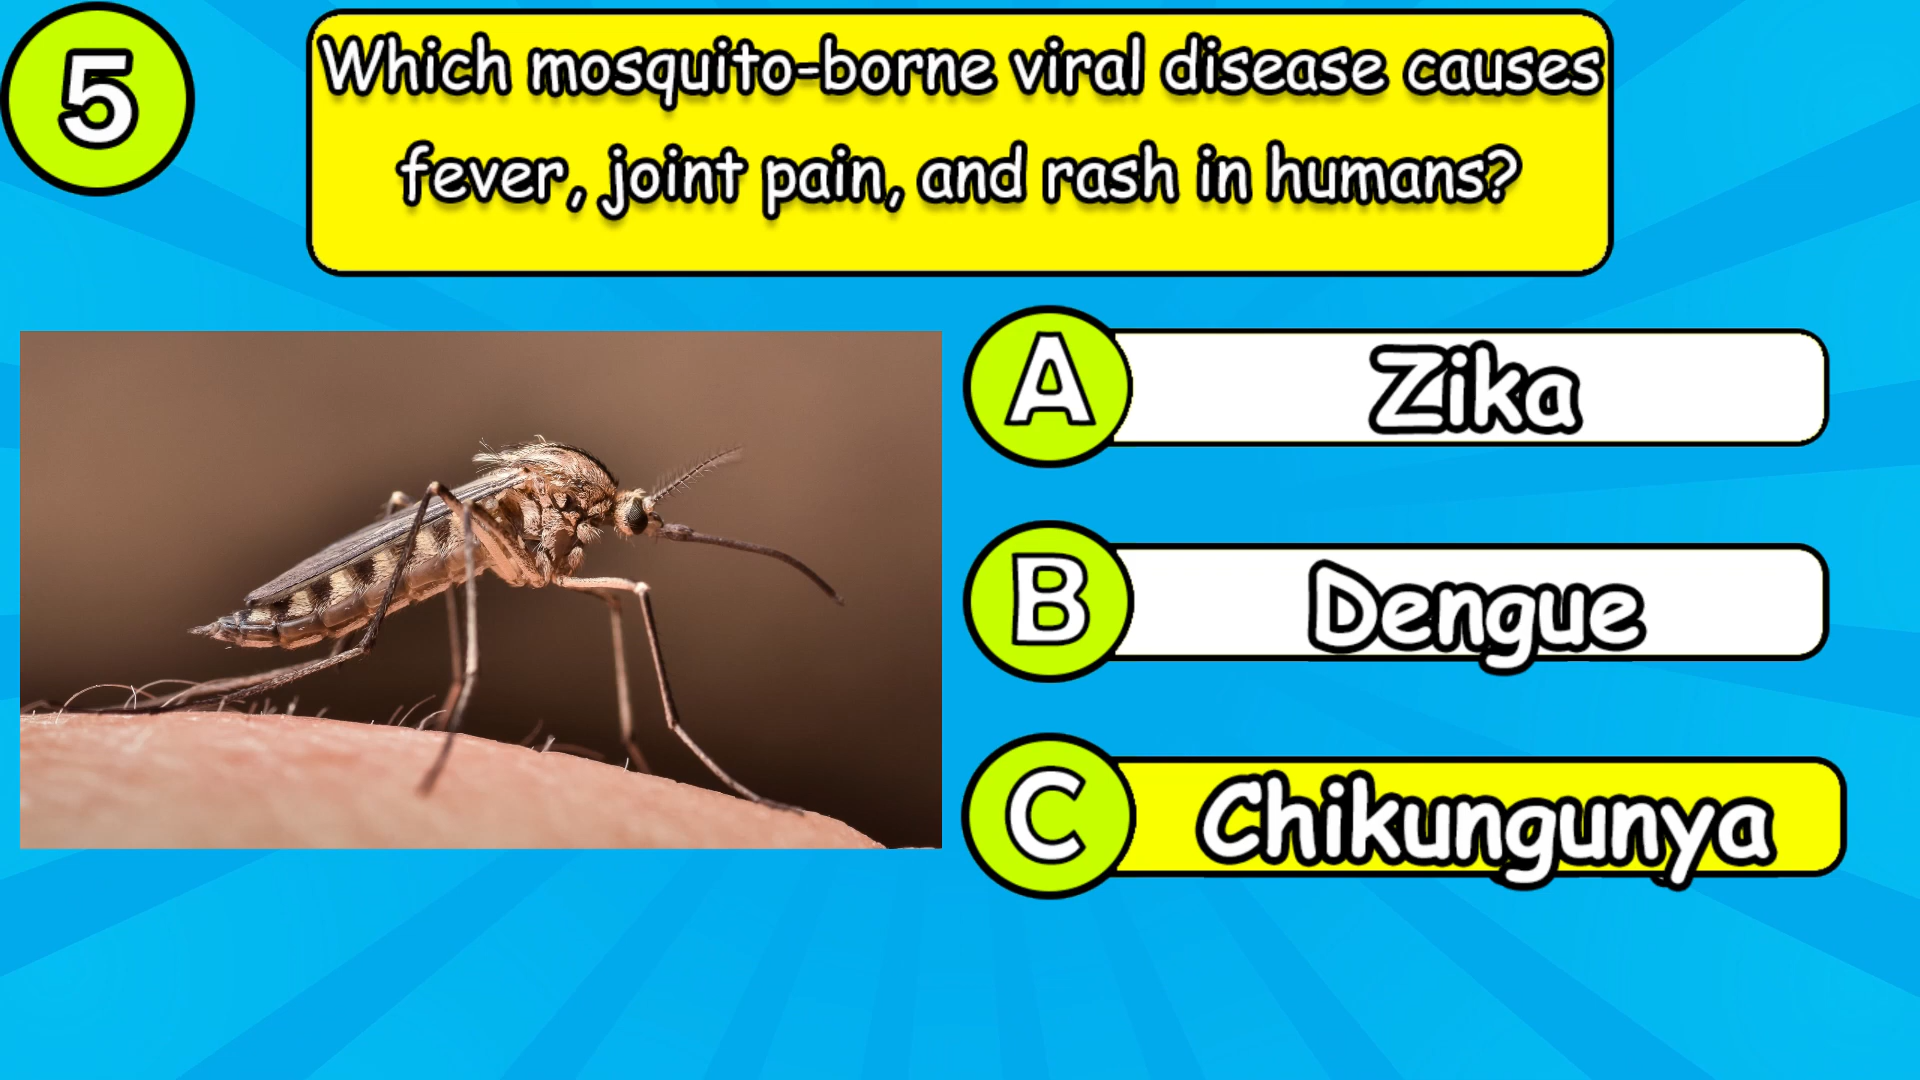 5
Which mosquito-borne viral disease causes
fever, joint pain, and rash in humans?
A Zika
B Dengue
C Chikungunya